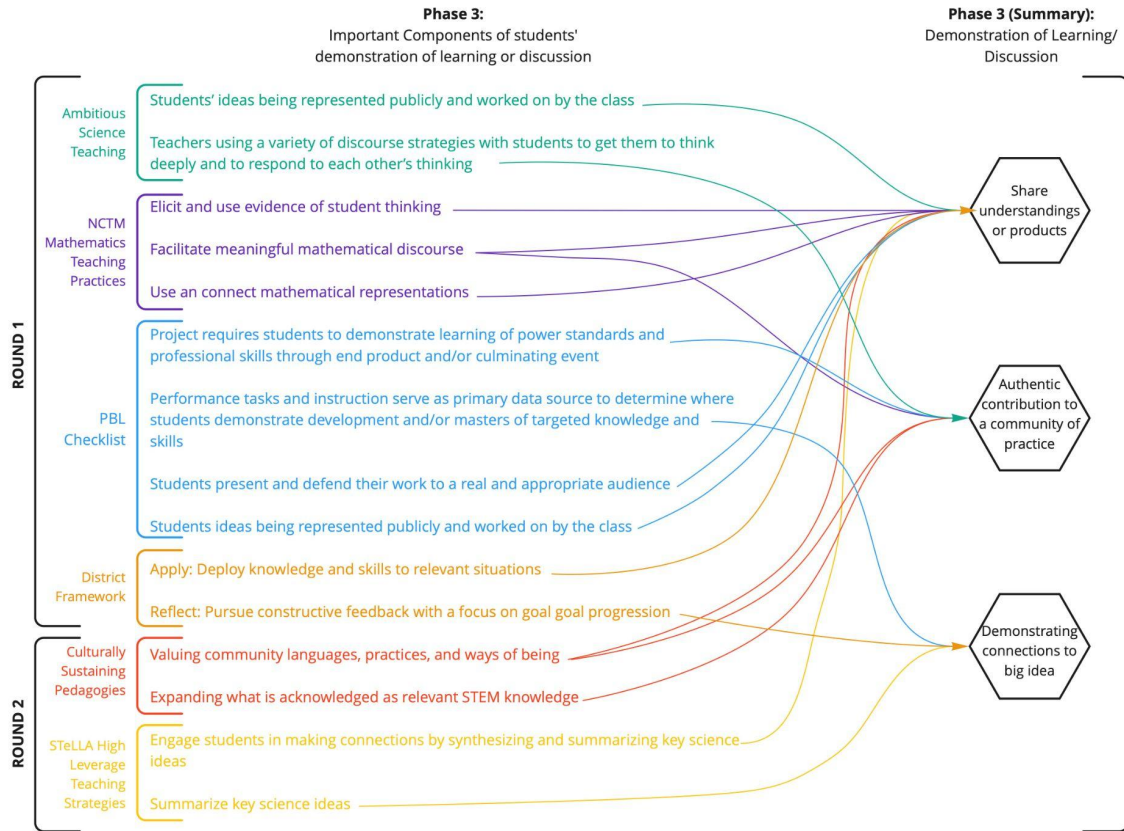 Phase 3:
Important Components of students'
demonstration of learning or discussion
Phase 3 (Summary):
Demonstration of Learning/
Discussion
ROUND 1
Ambitious
Science
Teaching
Students' ideas being represented publicly and worked on by the class
Teachers using a variety of discourse strategies with students to get them to think
deeply and to respond to each other's thinking
NCTM
Mathematics
Teaching
Practices
Elicit and use evidence of student thinking
Facilitate meaningful mathematical discourse
Use an connect mathematical representations
PBL
Checklist
Project requires students to demonstrate learning of power standards and
professional skills through end product and/or culminating event
Performance tasks and instruction serve as primary data source to determine where
students demonstrate development and/or masters of targeted knowledge and
skills
Students present and defend their work to a real and appropriate audience
Students ideas being represented publicly and worked on by the class
District
Framework
Apply: Deploy knowledge and skills to relevant situations
Reflect: Pursue constructive feedback with a focus on goal goal progression
ROUND 2
Culturally
Sustaining
Pedagogies
Valuing community languages, practices, and ways of being
Expanding what is acknowledged as relevant STEM knowledge
STeLLA High
Leverage
Teaching
Strategies
Engage students in making connections by synthesizing and summarizing key science
ideas
Summarize key science ideas
Share
understandings
or products
Authentic
contribution to
a community of
practice
Demonstrating
connections to
big idea